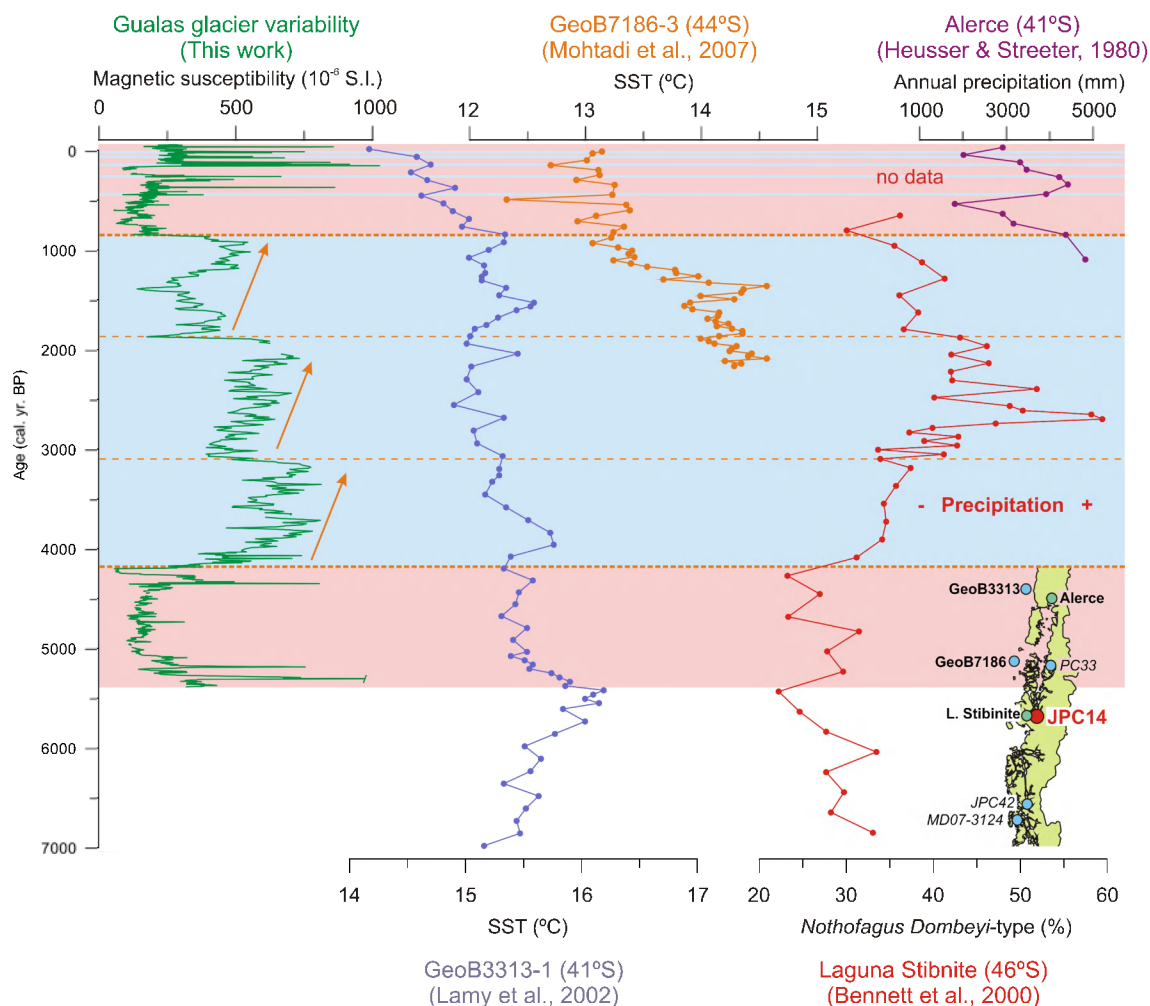 Gualas glacier variability
(This work)
GeoB7186-3 (44ºS)
(Mohtadi et al., 2007)
Alerce (41ºS)
(Heusser & Streeter, 1980)
Magnetic susceptibility (10⁻⁶ S.I.)
SST (ºC)
Annual precipitation (mm)
0 500 1000
12 13 14 15
1000 3000 5000
Age (cal. yr. BP)
0
1000
2000
3000
4000
5000
6000
7000
no data
- Precipitation +
GeoB3313
Alerce
GeoB7186
PC33
L. Stibinite
JPC14
JPC42
MD07-3124
14 15 16 17
20 30 40 50 60
SST (ºC)
Nothofagus Dombeyi-type (%)
GeoB3313-1 (41ºS)
(Lamy et al., 2002)
Laguna Stibnite (46ºS)
(Bennett et al., 2000)